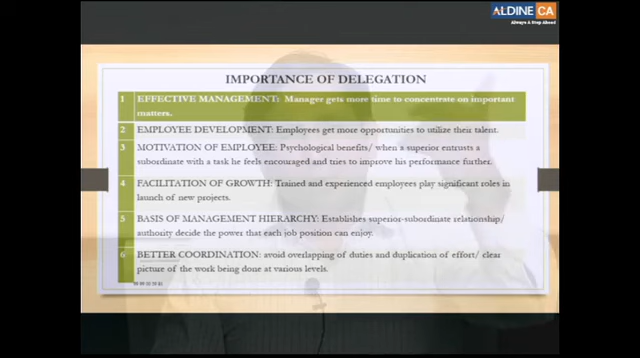 ALDINE CA
Always A Step Ahead
IMPORTANCE OF DELEGATION
1 EFFECTIVE MANAGEMENT: Manager gets more time to concentrate on important
matters.
2 EMPLOYEE DEVELOPMENT: Employees get more opportunities to utilize their talent.
3 MOTIVATION OF EMPLOYEE: Psychological benefits/ when a superior entrusts a
subordinate with a task he feels encouraged and tries to improve his performance further.
4 FACILITATION OF GROWTH: Trained and experienced employees play significant roles in
launch of new projects.
5 BASIS OF MANAGEMENT HIERARCHY: Establishes superior-subordinate relationship/
authority decide the power that each job position can enjoy.
6 BETTER COORDINATION: avoid overlapping of duties and duplication of effort/ clear
picture of the work being done at various levels.